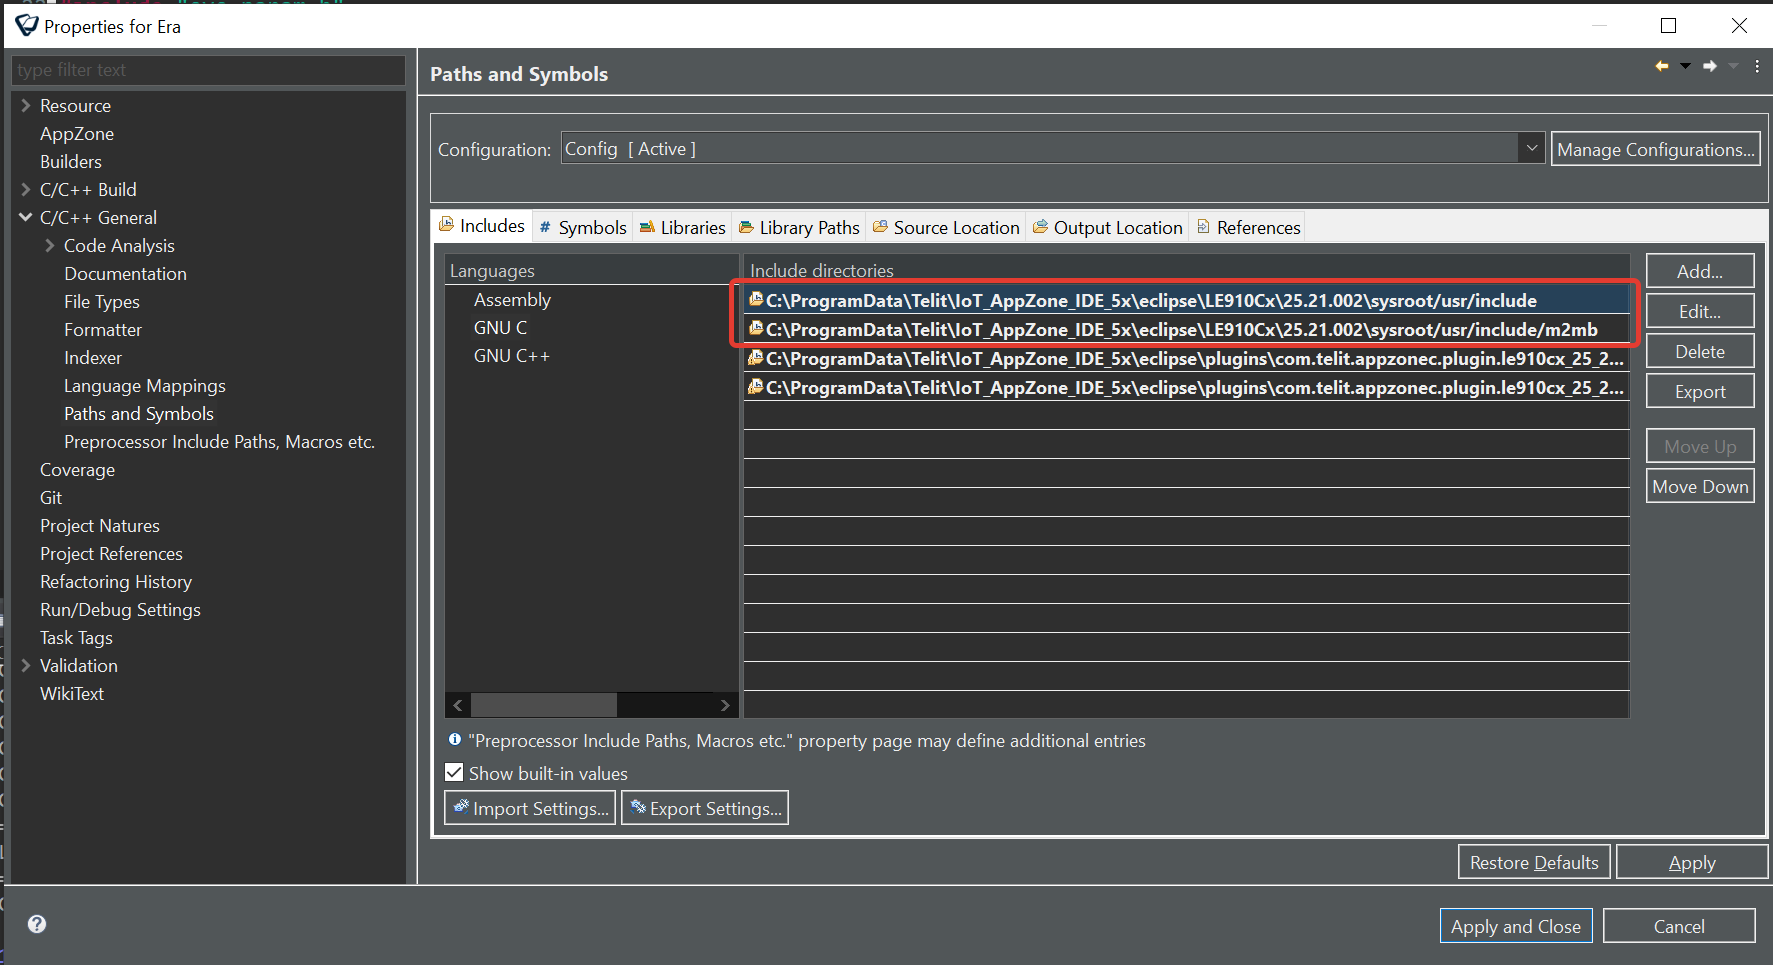 Properties for Era
type filter text
Resource
AppZone
Builders
C/C++ Build
C/C++ General
Code Analysis
Documentation
File Types
Formatter
Indexer
Language Mappings
Paths and Symbols
Preprocessor Include Paths, Macros etc.
Coverage
Git
Project Natures
Project References
Refactoring History
Run/Debug Settings
Task Tags
Validation
WikiText
Paths and Symbols
Configuration: Config [ Active ] Manage Configurations...
Includes # Symbols Libraries Library Paths Source Location Output Location References
Languages
Assembly
GNU C
GNU C++
Include directories
C:\ProgramData\Telit\IoT_AppZone_IDE_5x\eclipse\LE910Cx\25.21.002\sysroot/usr/include
C:\ProgramData\Telit\IoT_AppZone_IDE_5x\eclipse\LE910Cx\25.21.002\sysroot/usr/include/m2mb
C:\ProgramData\Telit\IoT_AppZone_IDE_5x\eclipse\plugins\com.telit.appzonec.plugin.le910cx_25_2...
C:\ProgramData\Telit\IoT_AppZone_IDE_5x\eclipse\plugins\com.telit.appzonec.plugin.le910cx_25_2...
Add...
Edit...
Delete
Export
Move Up
Move Down
"Preprocessor Include Paths, Macros etc." property page may define additional entries
Show built-in values
Import Settings... Export Settings...
Restore Defaults Apply
Apply and Close Cancel